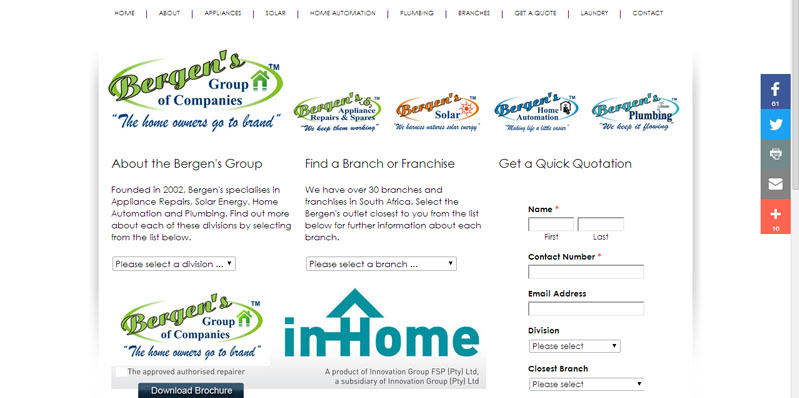 HOME | ABOUT | APPLIANCES | SOLAR | HOME AUTOMATION | PLUMBING | BRANCHES | GET A QUOTE | LAUNDRY | CONTACT
Bergen's TM
Group
of Companies
"The home owners go to brand"
Bergen's TM
Appliance
Repairs & Spares
"We keep them working"
Bergen's TM
Solar
"We harness natures solar energy"
Bergen's TM
Home
Automation
"Making life a little easier"
Bergen's TM
Plumbing
"We keep it flowing"
About the Bergen's Group
Founded in 2002, Bergen's specialises in
Appliance Repairs, Solar Energy, Home
Automation and Plumbing. Find out more
about each of these divisions by selecting
from the list below.
Please select a division ...
Find a Branch or Franchise
We have over 30 branches and
franchises in South Africa. Select the
Bergen's outlet closest to you from the list
below for further information about each
branch.
Please select a branch ...
Get a Quick Quotation
Name *
First Last
Contact Number *
Email Address
Division
Please select
Closest Branch
Please select
Bergen's TM
Group
of Companies
"The home owners go to brand"
The approved authorised repairer
Download Brochure
inHome
A product of Innovation Group FSP (Pty) Ltd,
a subsidiary of Innovation Group (Pty) Ltd
61
16